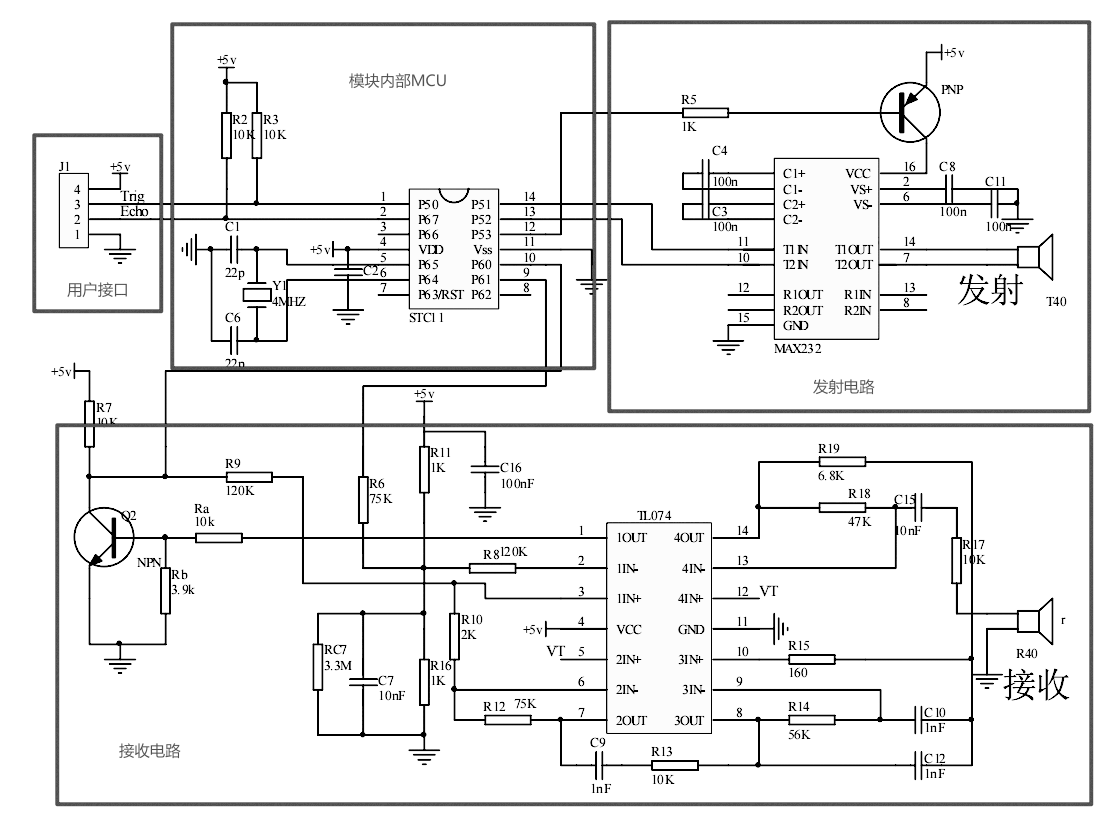 模块内部MCU
+5v
R2
10K
R3
10K
J1
+5v
4
3
2
1
Trig
Echo
用户接口
C1
22p
Y1
4MHZ
C6
22p
+5v
C2
1
2
3
4
5
6
7
P50
P67
P66
VDD
P65
P64
P63/RST
P51
P52
P53
Vss
P60
P61
P62
14
13
12
11
10
9
8
STC11
R5
1K
+5v
PNP
C4
100n
C3
100n
C1+
C1-
C2+
C2-
11
10
T1IN
T2IN
12
13
R1OUT
R2OUT
15
GND
VCC
VS+
VS-
16
2
6
C8
100n
C11
100n
T1OUT
T2OUT
14
7
R1IN
R2IN
8
MAX232
发射
T40
发射电路
+5v
R7
10K
R9
120K
Ra
10k
Q2
NPN
Rb
3.9k
R6
75K
+5v
R11
1K
C16
100nF
R8
120K
RC7
3.3M
C7
10nF
R16
1K
R10
2K
R12
75K
C9
1nF
R13
10K
TL074
1
2
3
4
5
6
7
+5v
VT
1OUT
1IN-
1IN+
VCC
2IN+
2IN-
2OUT
4OUT
4IN-
4IN+
GND
3IN+
3IN-
3OUT
14
13
12
11
10
9
8
VT
R19
6.8K
R18
47K
C15
10nF
R17
10K
r
R40
接收
R15
160
R14
56K
C10
1nF
C12
1nF
接收电路